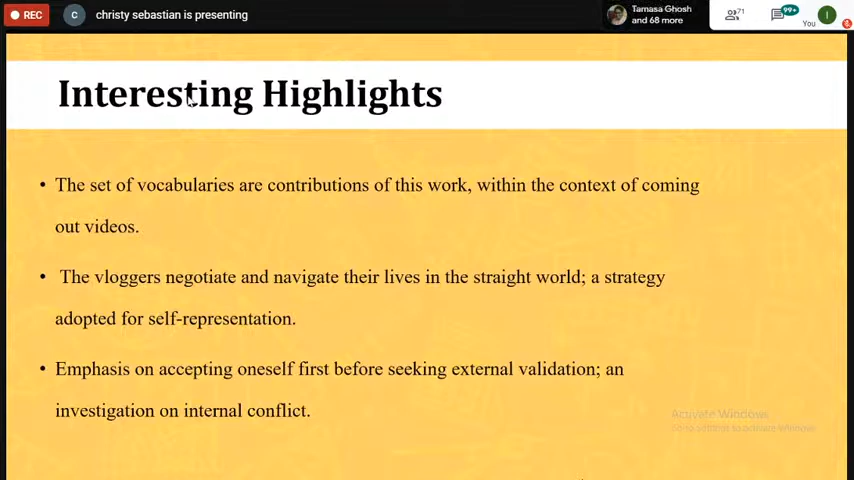 REC
C
christy sebastian is presenting
Tamasa Ghosh
and 68 more
71
99+
You
I
Interesting Highlights
• The set of vocabularies are contributions of this work, within the context of coming
out videos.
• The vloggers negotiate and navigate their lives in the straight world; a strategy
adopted for self-representation.
• Emphasis on accepting oneself first before seeking external validation; an
investigation on internal conflict.
Activate Windows
to activate Windows